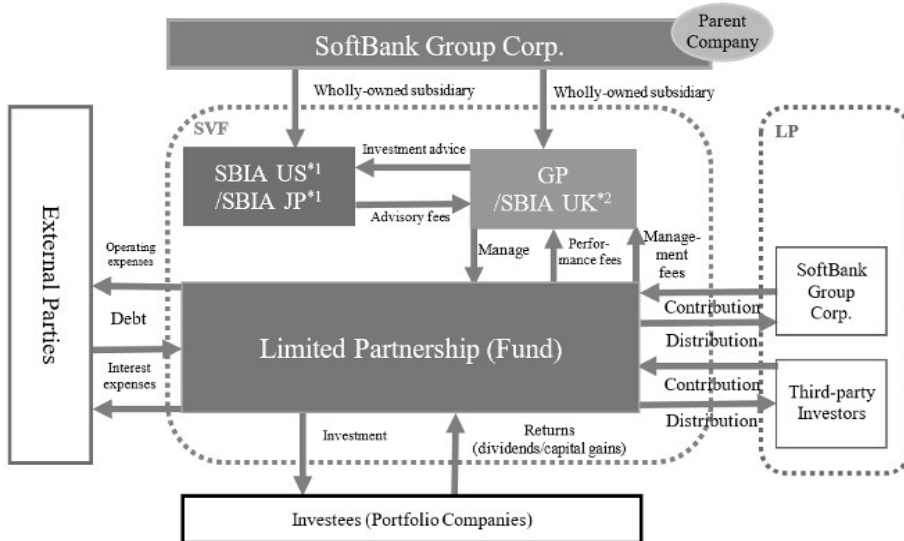 Parent
Company
SoftBank Group Corp.
Wholly-owned subsidiary
Wholly-owned subsidiary
SVF
LP
SBIA US*1
/SBIA JP*1
Investment advice
Advisory fees
GP
/SBIA UK*2
External Parties
Operating
expenses
Debt
Interest
expenses
Manage
Perfor-
mance fees
Manage-
ment
fees
Limited Partnership (Fund)
Contribution
Distribution
Contribution
Distribution
SoftBank
Group
Corp.
Third-party
Investors
Investment
Returns
(dividends/capital gains)
Investees (Portfolio Companies)